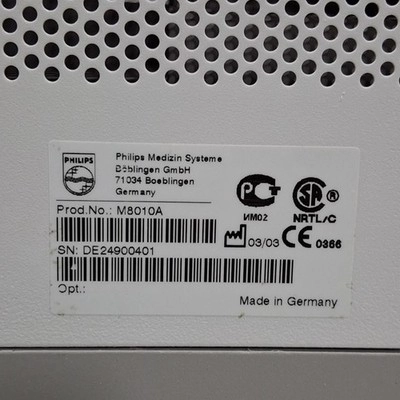 PHILIPS
Philips Medizin Systeme
Böblingen GmbH
71034 Boeblingen
Germany
Prod.No.: M8010A
ИМ02
NRTL/C
03/03 CE 0366
SN: DE24900401
Opt.:
Made in Germany